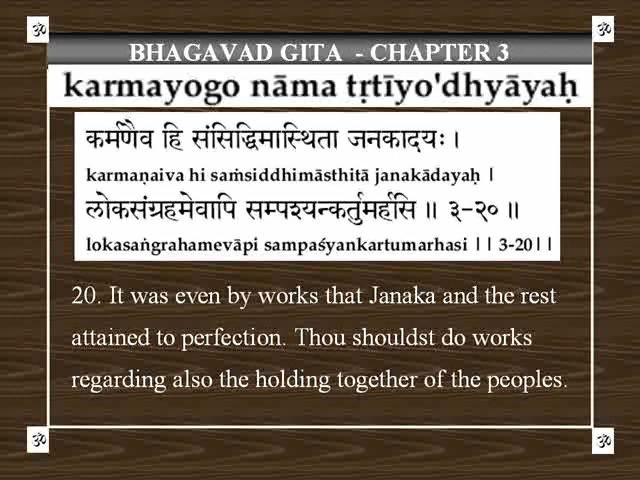 ॐ ॐ
BHAGAVAD GITA - CHAPTER 3
karmayogo nāma tṛtīyo'dhyāyaḥ
कर्मणैव हि संसिद्धिमास्थिता जनकादयः ।
karmaṇaiva hi saṁsiddhimāsthitā janakādayaḥ |
लोकसंग्रहमेवापि सम्पश्यन्कर्तुमर्हसि ॥ ३-२० ॥
lokasaṅgrahamevāpi sampaśyankartumarhasi || 3-20||
20. It was even by works that Janaka and the rest
attained to perfection. Thou shouldst do works
regarding also the holding together of the peoples.
ॐ ॐ